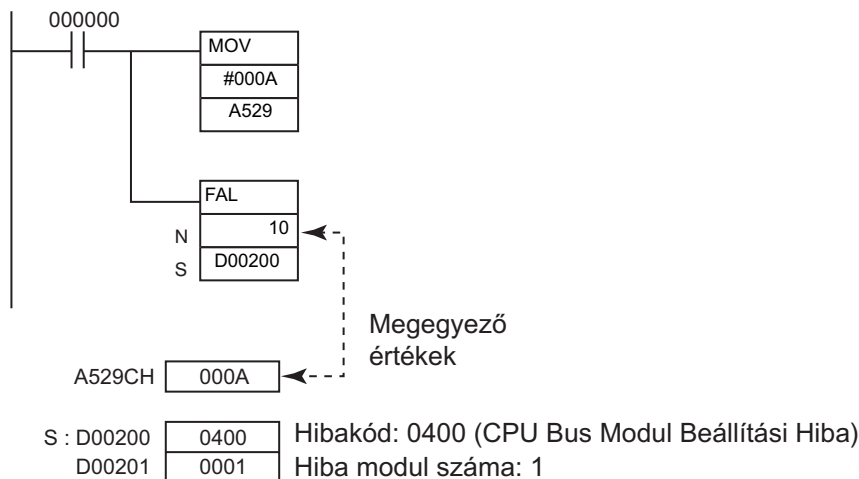 000000
MOV
#000A
A529
FAL
N 10
S D00200
Megegyező
értékek
A529CH 000A
S : D00200 0400 Hibakód: 0400 (CPU Bus Modul Beállítási Hiba)
D00201 0001 Hiba modul száma: 1